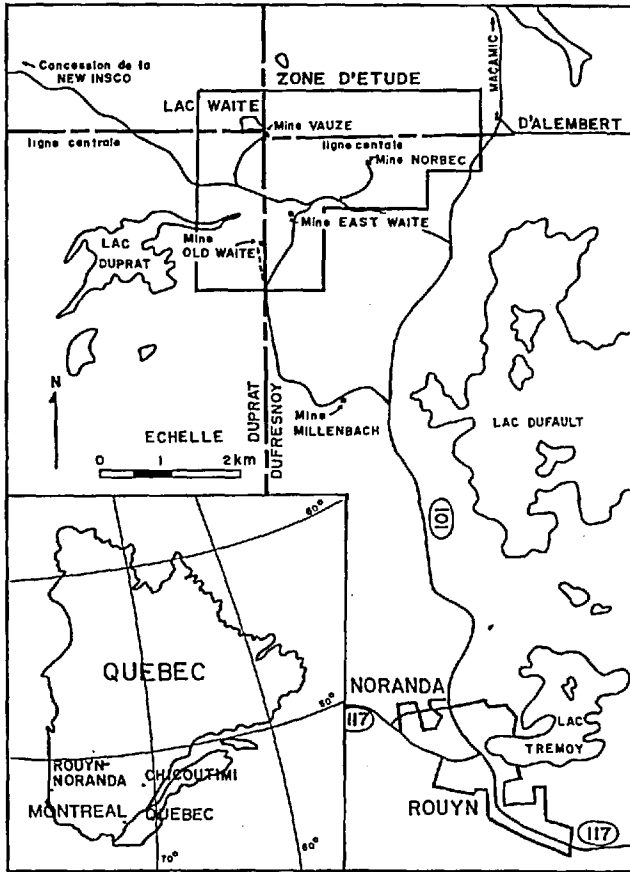 Concession de la
NEW INSCO
ZONE D'ETUDE
MACAMIC
LAC WAITE
Mine VAUZE
D'ALEMBERT
ligne centrale
ligne centale
Mine NORBEC
Mine EAST WAITE
LAC
DUPRAT
Mine
OLD WAITE
N
DUPRAT
DUFRESNOY
Mine
MILLENBACH
LAC DUFAULT
ECHELLE
0 1 2 km
101
60°
QUEBEC
50°
ROUYN-
NORANDA
CHICOUTIMI
MONTREAL
QUEBEC
70°
60°
NORANDA
117
LAC
TREMOY
ROUYN
117